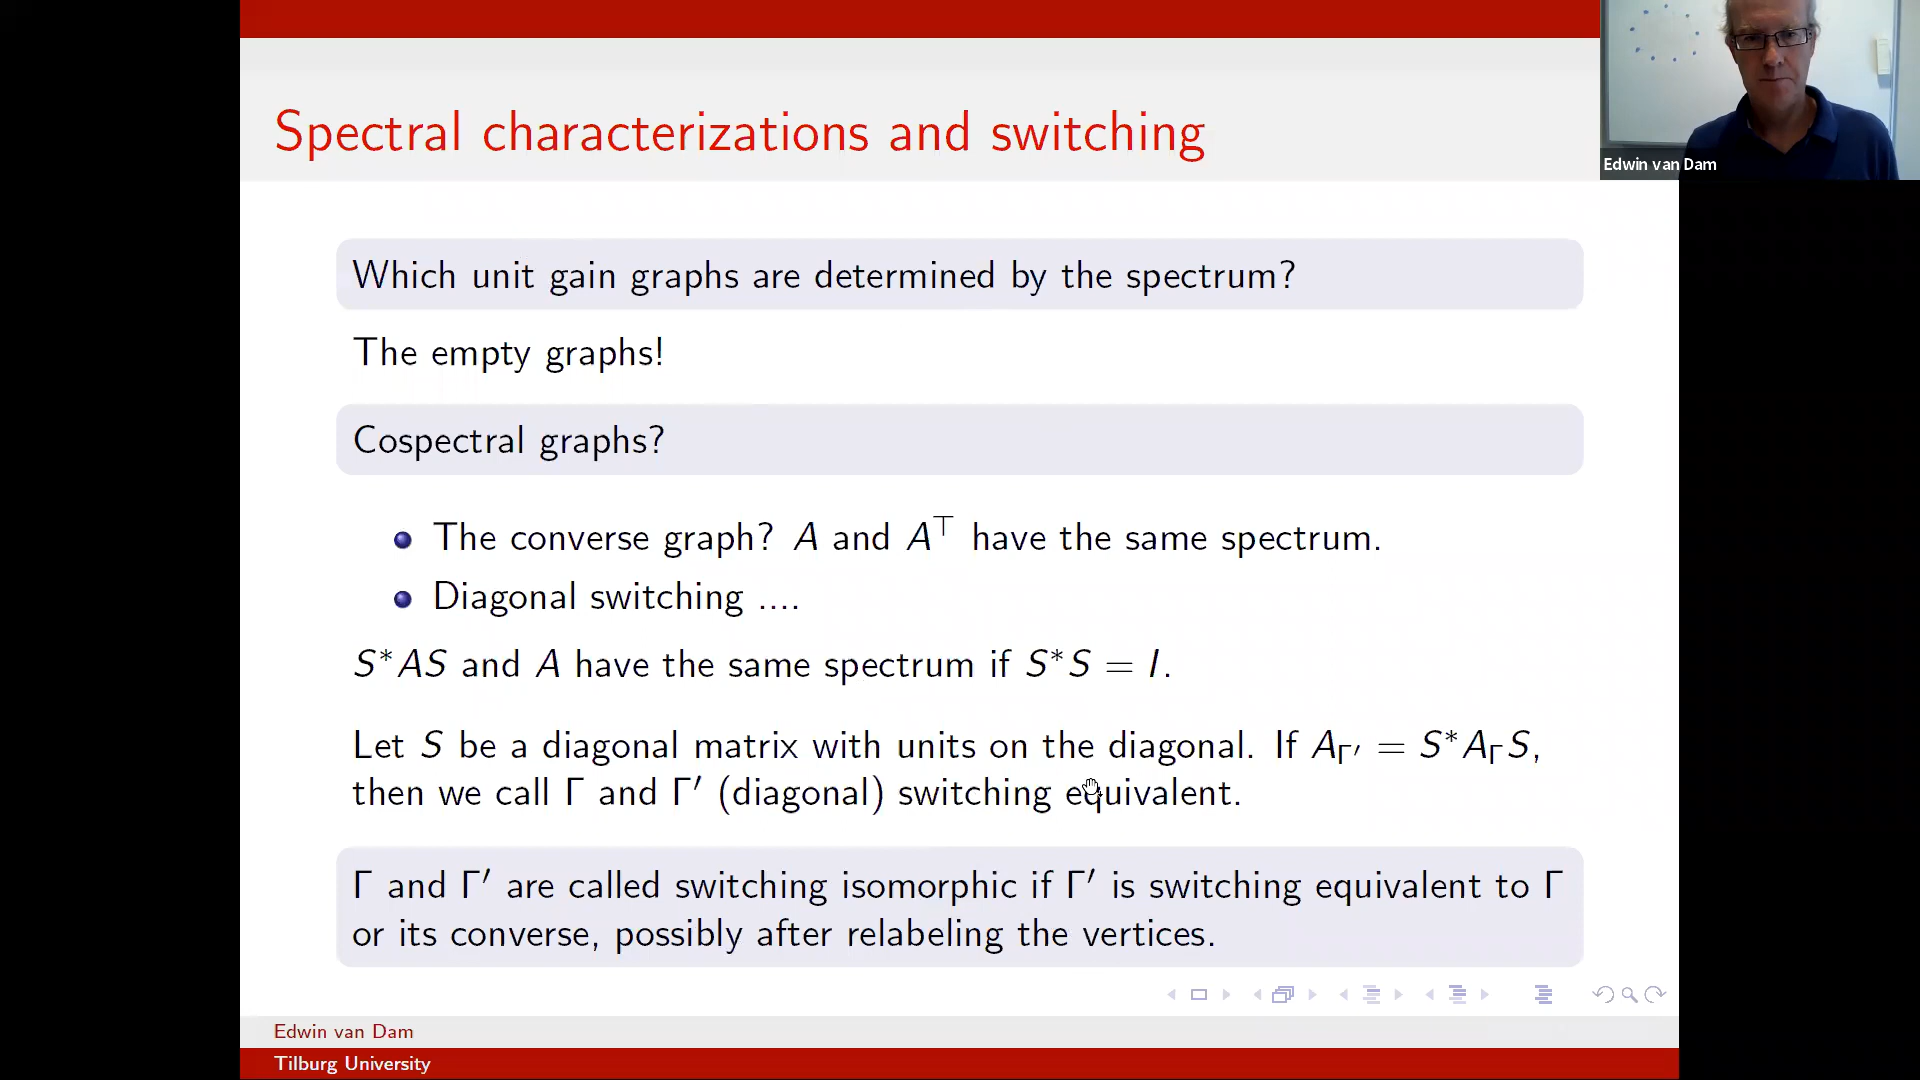 Spectral characterizations and switching
Edwin van Dam
Which unit gain graphs are determined by the spectrum?
The empty graphs!
Cospectral graphs?
The converse graph? A and A⊤ have the same spectrum.
Diagonal switching ....
S*AS and A have the same spectrum if S*S = I.
Let S be a diagonal matrix with units on the diagonal. If A_Γ′ = S*A_ΓS,
then we call Γ and Γ′ (diagonal) switching equivalent.
Γ and Γ′ are called switching isomorphic if Γ′ is switching equivalent to Γ
or its converse, possibly after relabeling the vertices.
Edwin van Dam
Tilburg University